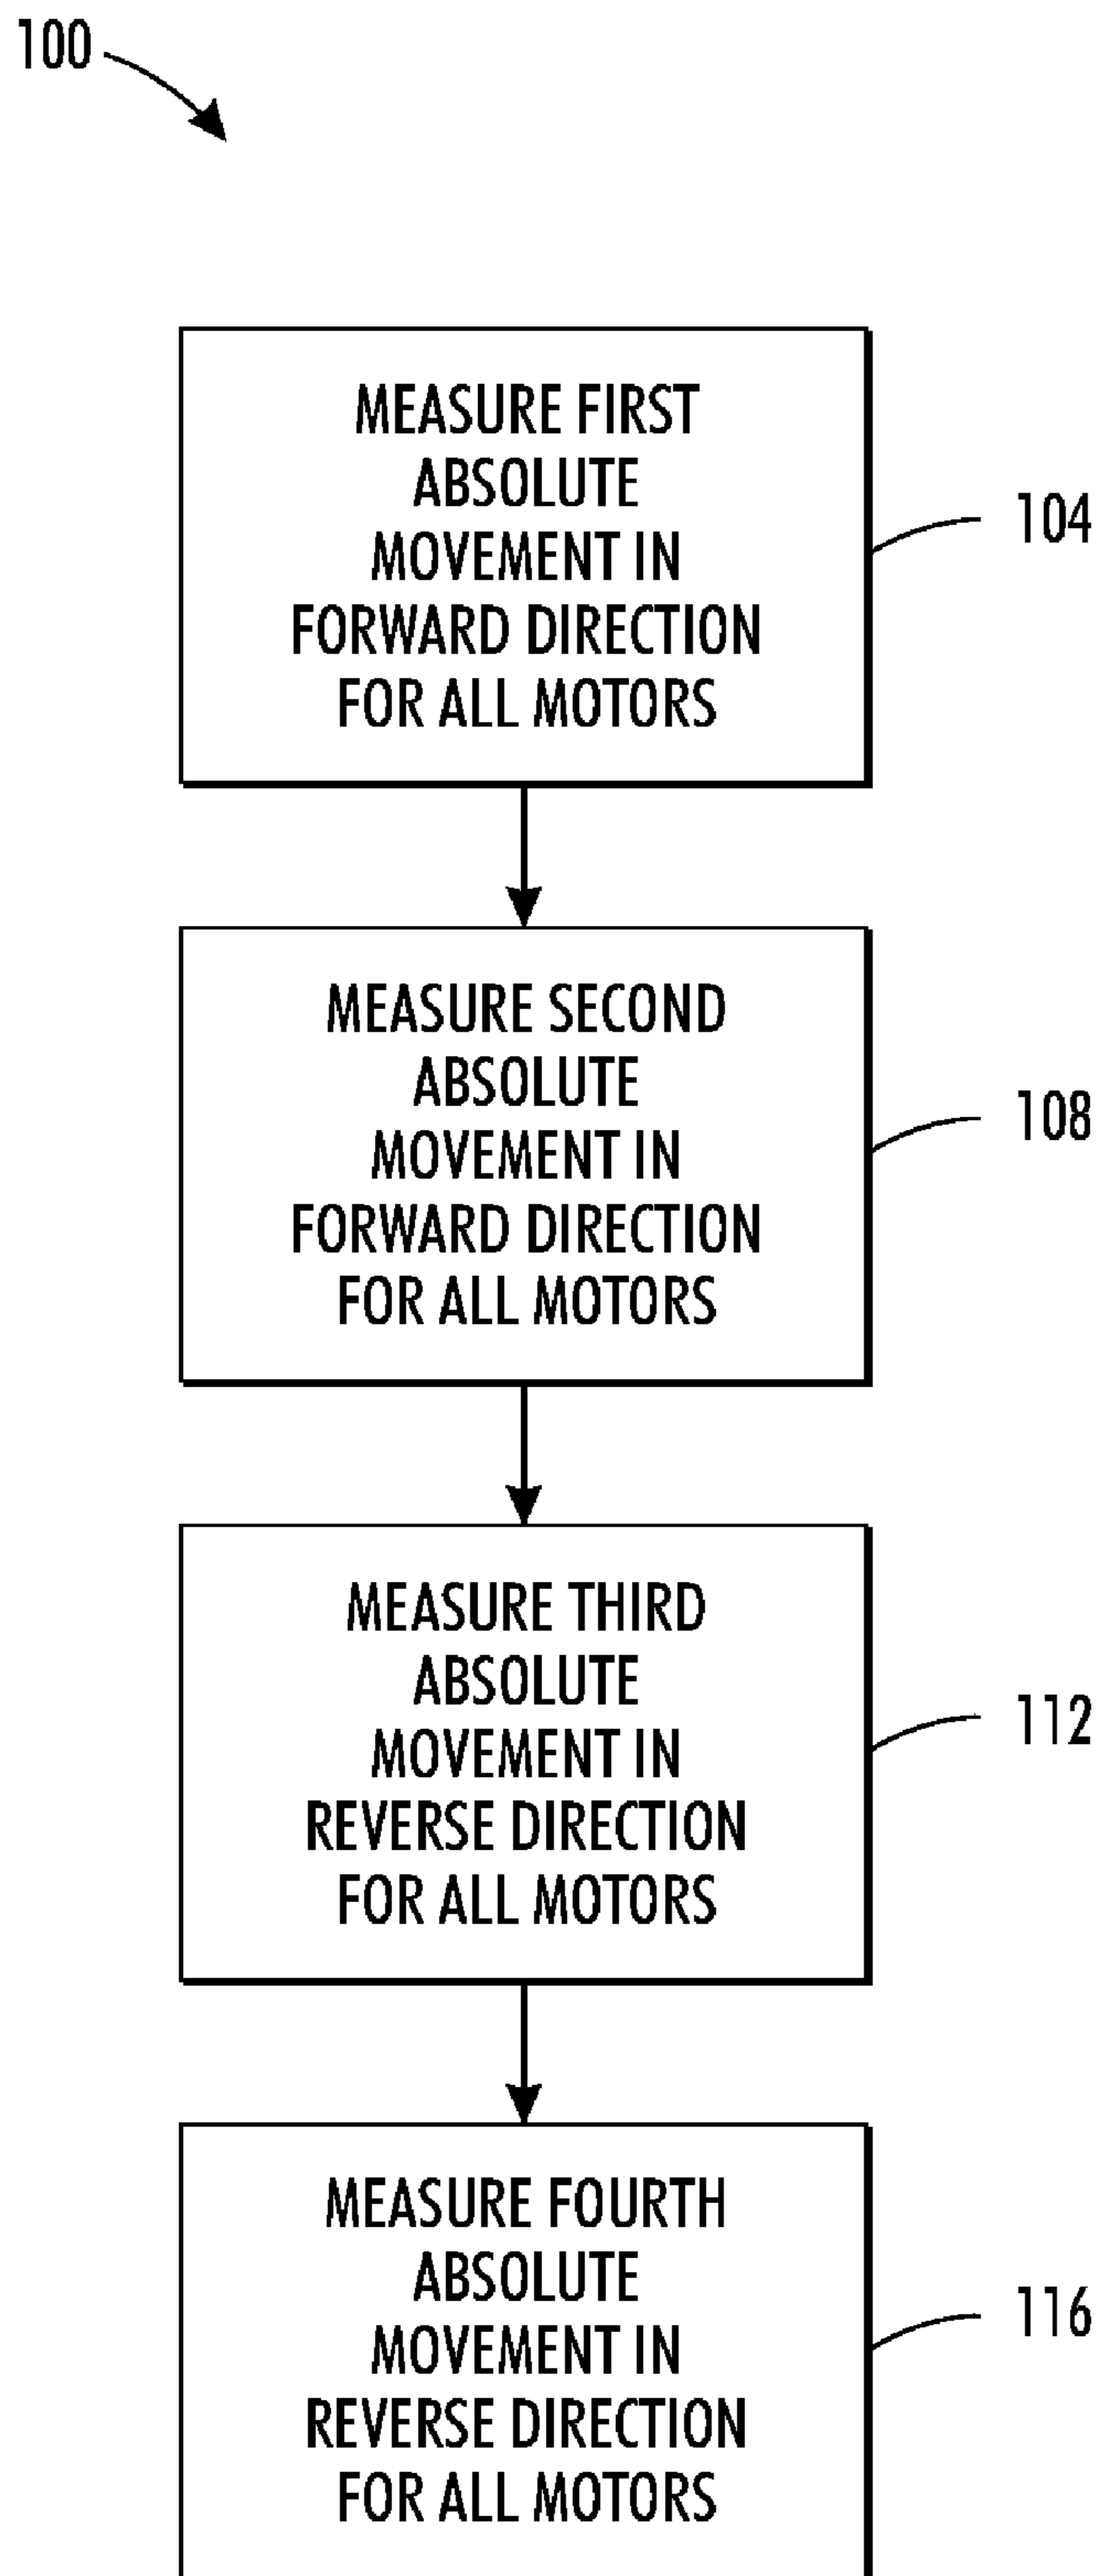 100
MEASURE FIRST
ABSOLUTE
MOVEMENT IN
FORWARD DIRECTION
FOR ALL MOTORS
104
MEASURE SECOND
ABSOLUTE
MOVEMENT IN
FORWARD DIRECTION
FOR ALL MOTORS
108
MEASURE THIRD
ABSOLUTE
MOVEMENT IN
REVERSE DIRECTION
FOR ALL MOTORS
112
MEASURE FOURTH
ABSOLUTE
MOVEMENT IN
REVERSE DIRECTION
FOR ALL MOTORS
116